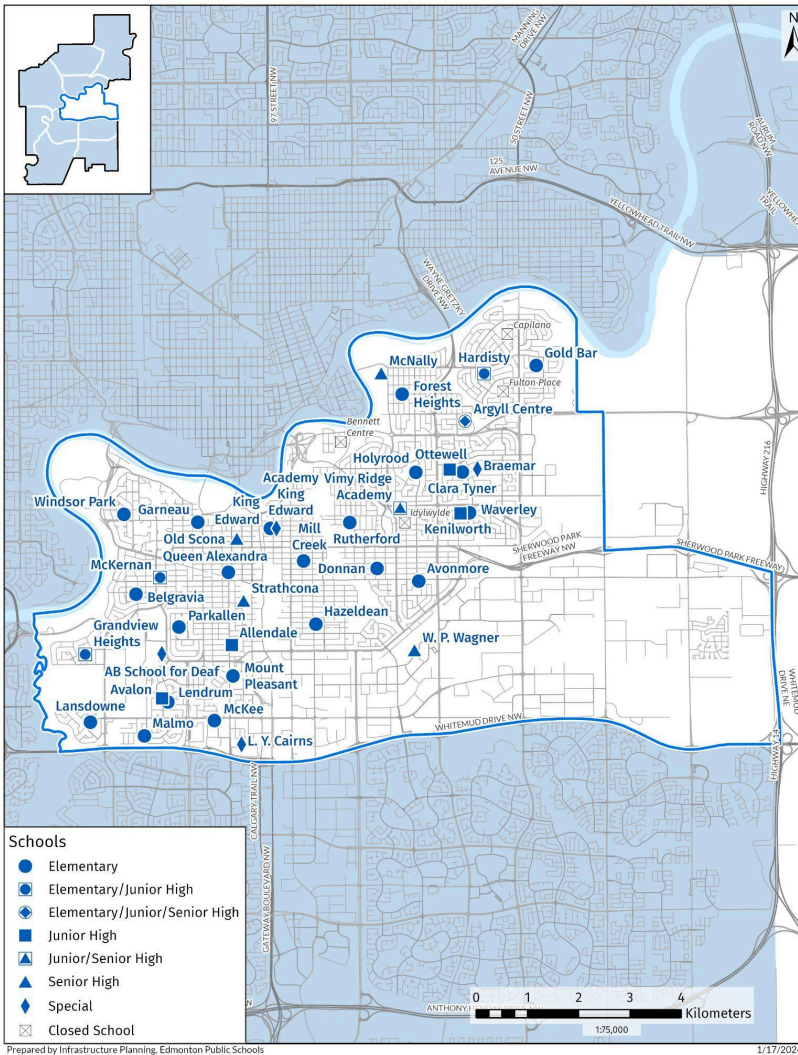 N
MANNING
DRIVE NW
97 STREET NW
50 STREET NW
AURUM
ROAD NW
125
AVENUE NW
YELLOWHEAD TRAIL NW
YELLOWHE
TRAIL
WAYNE GRETZKY
DRIVE NW
Capilano
McNally
Hardisty
Gold Bar
Forest
Heights
Fulton Place
Argyll Centre
Bennett
Centre
Holyrood
Ottewell
Braemar
HIGHWAY 216
Academy
King
Edward
Vimy Ridge
Academy
Clara Tyner
Windsor Park
Garneau
King
Edward
Idylwylde
Waverley
Old Scona
Mill
Creek
Rutherford
Kenilworth
Queen Alexandra
SHERWOOD PARK
FREEWAY NW
SHERWOOD PARK FREEWAY
McKernan
Donnan
Avonmore
Strathcona
Belgravia
Parkallen
Hazeldean
Grandview
Heights
Allendale
W. P. Wagner
AB School for Deaf
Mount
Pleasant
Avalon
Lendrum
WHITEMUD
DRIVE NE
Lansdowne
McKee
Malmo
WHITEMUD DRIVE NW
L. Y. Cairns
HIGHWAY 14
CALGARY TRAIL NW
GATEWAY BOULEVARD NW
Schools
Elementary
Elementary/Junior High
Elementary/Junior/Senior High
Junior High
Junior/Senior High
Senior High
Special
Closed School
0 1 2 3 4
Kilometers
1:75,000
Prepared by Infrastructure Planning, Edmonton Public Schools
1/17/202